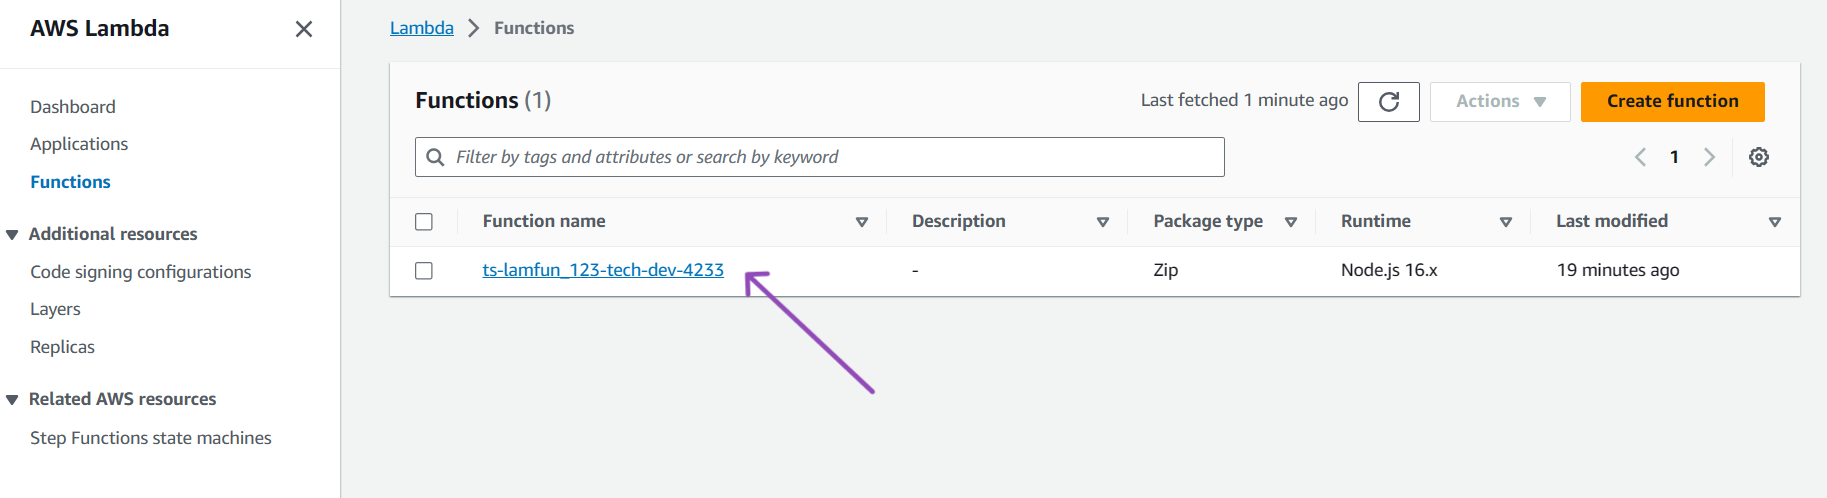 AWS Lambda
Dashboard
Applications
Functions
Additional resources
Code signing configurations
Layers
Replicas
Related AWS resources
Step Functions state machines
Lambda > Functions
Functions (1)
Last fetched 1 minute ago
Actions
Create function
Filter by tags and attributes or search by keyword
1
Function name Description Package type Runtime Last modified
ts-lamfun_123-tech-dev-4233 - Zip Node.js 16.x 19 minutes ago